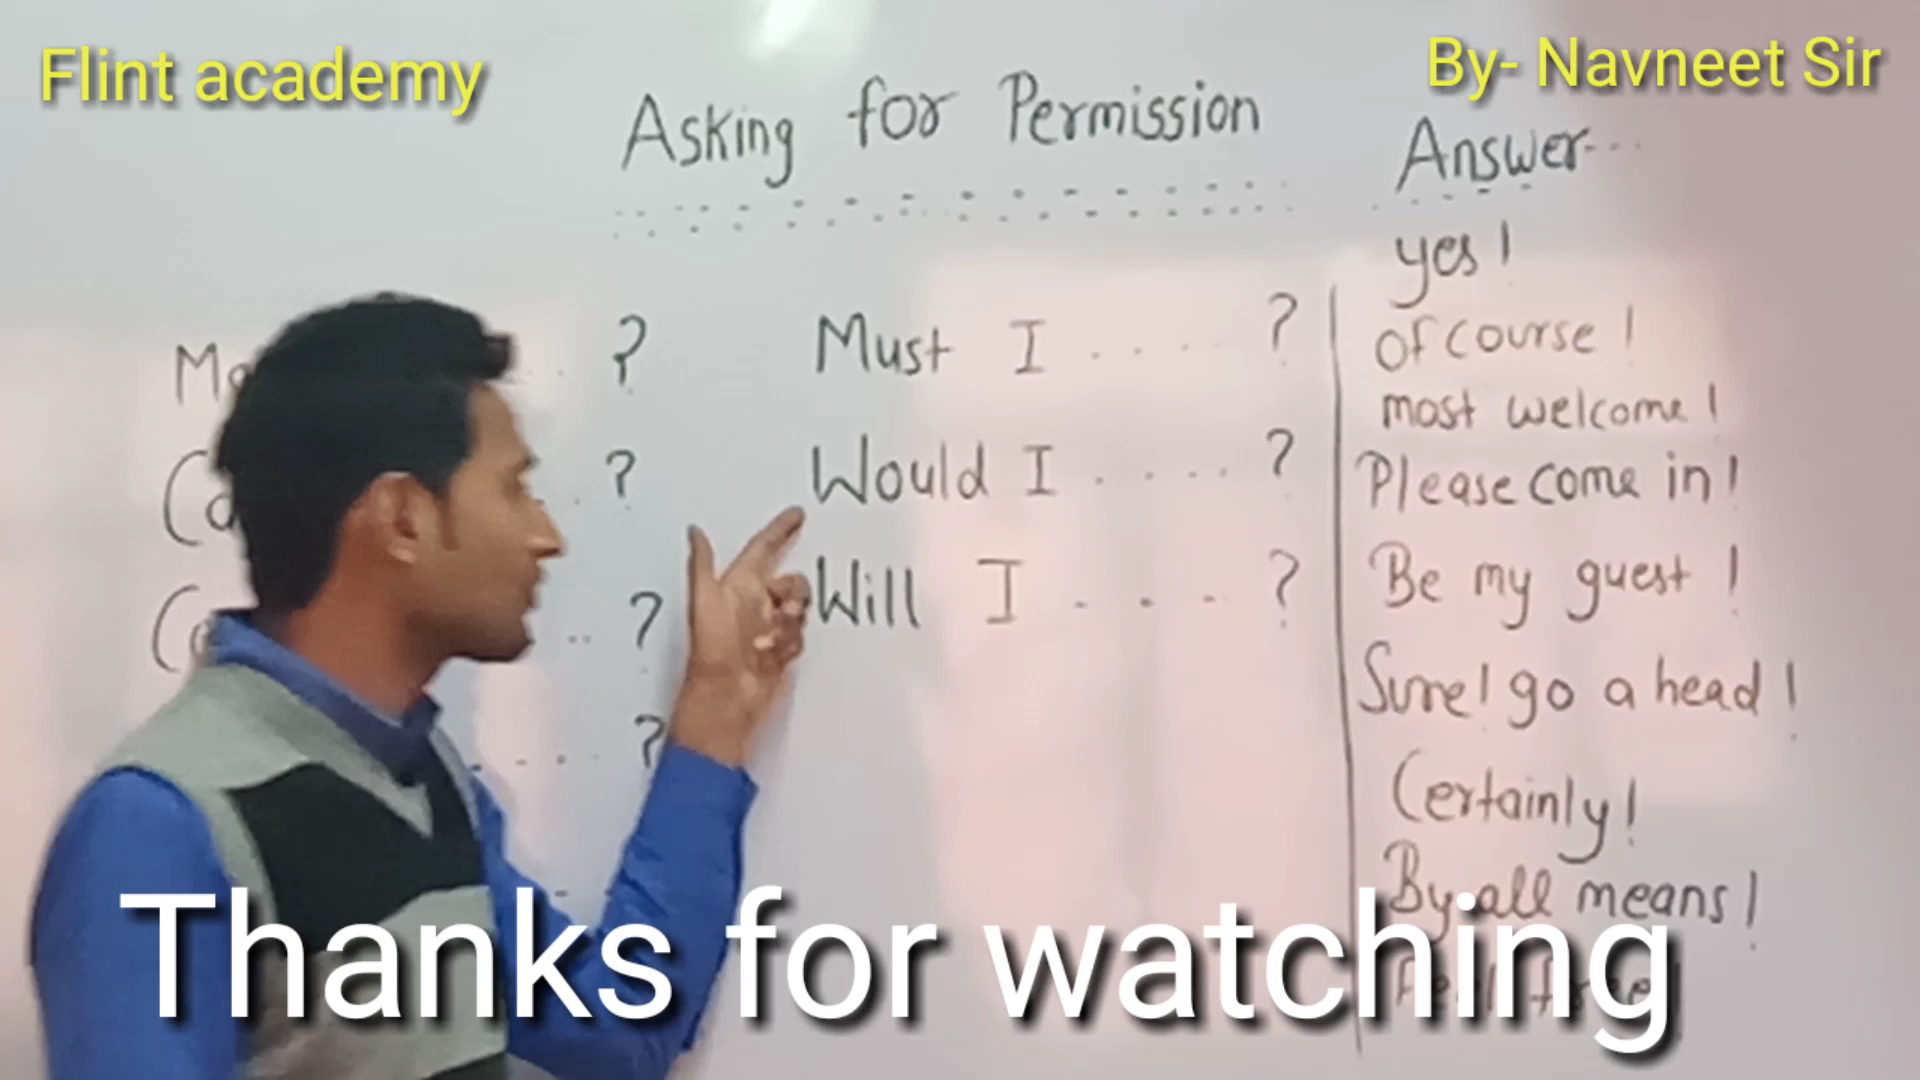 Flint academy
By- Navneet Sir
Asking for Permission
Answer-...
?
?
?
?
Must I . . . . ?
Would I . . . . ?
Will I . . . ?
yes!
of course!
most welcome!
Please come in!
Be my guest!
Sure! go a head!
Certainly!
By all means!
Thanks for watching